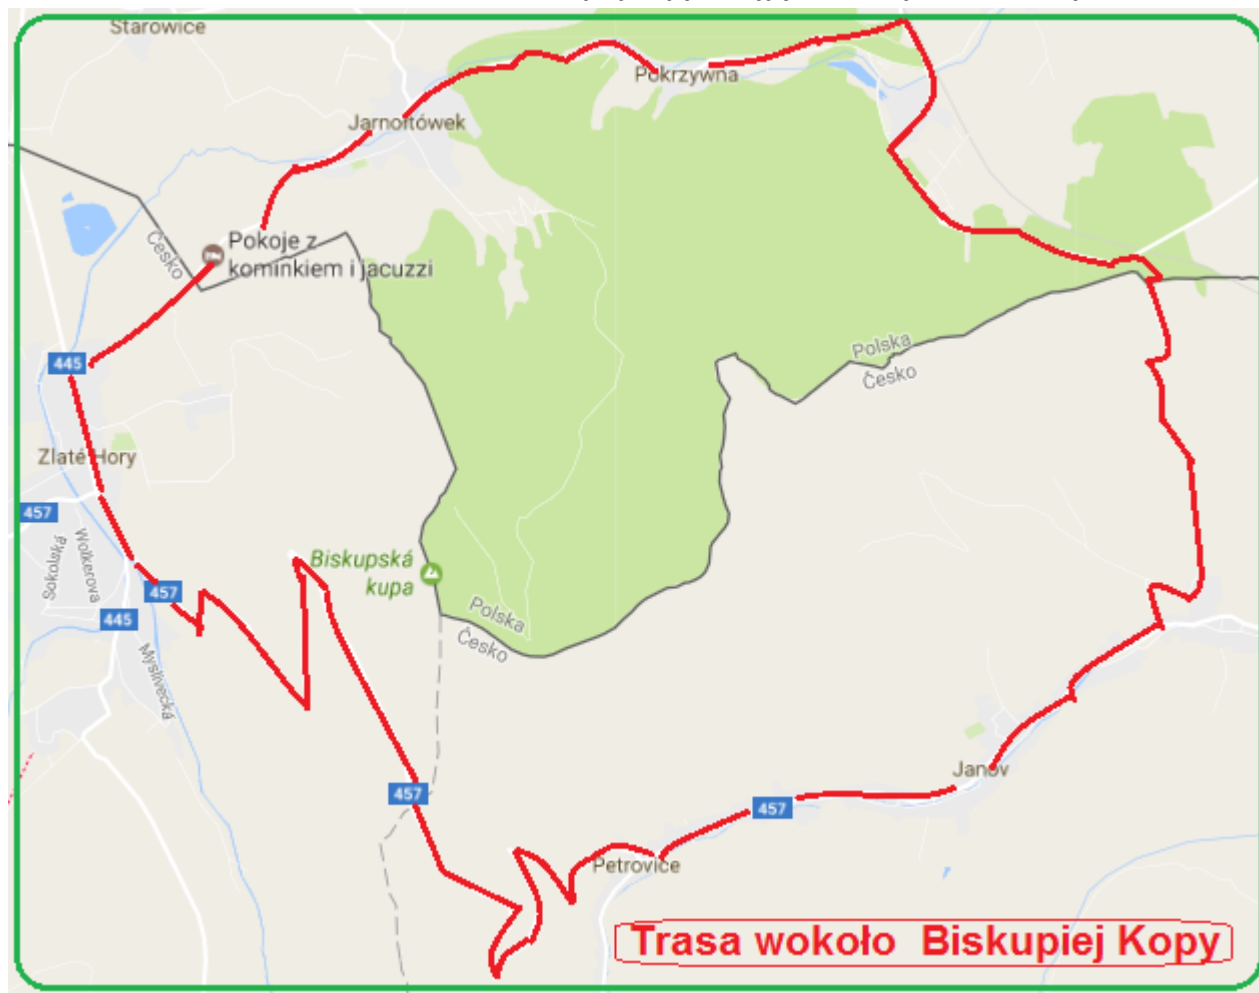 Starowice
Pokrzywna
Jarnołtówek
Česko
Pokoje z
kominkiem i jacuzzi
445
Polska
Česko
Zlaté Hory
457
Sokolská
Wolkerova
Biskupská
kupa
457
445
Polska
Česko
Myslivecká
Janov
457
457
Petrovice
Trasa wokoło Biskupiej Kopy